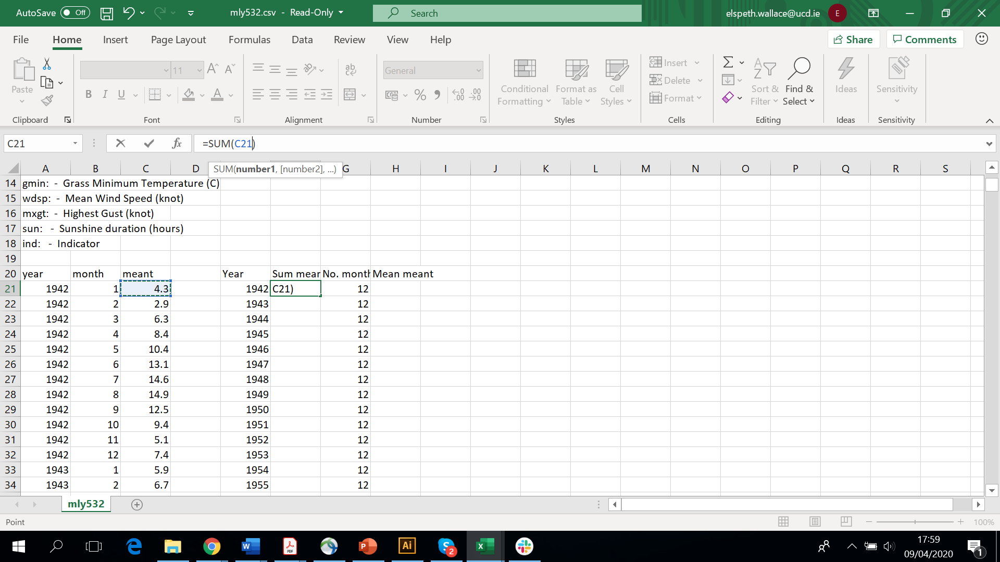 AutoSave Off mly532.csv - Read-Only Search elspeth.wallace@ucd.ie E
File Home Insert Page Layout Formulas Data Review View Help Share Comments
Paste 11 A A ab General Conditional Formatting Format as Table Cell Styles Insert Delete Format Sort & Filter Find & Select Ideas Sensitivity
B I U A
Clipboard Font Alignment Number Styles Cells Editing Ideas Sensitivity
C21 fx =SUM(C21)
SUM(number1, [number2], ...)
A B C D G H I J K L M N O P Q R S
14 gmin: - Grass Minimum Temperature (C)
15 wdsp: - Mean Wind Speed (knot)
16 mxgt: - Highest Gust (knot)
17 sun: - Sunshine duration (hours)
18 ind: - Indicator
19
20 year month meant Year Sum mear No. month Mean meant
21 1942 1 4.3 1942 C21) 12
22 1942 2 2.9 1943 12
23 1942 3 6.3 1944 12
24 1942 4 8.4 1945 12
25 1942 5 10.4 1946 12
26 1942 6 13.1 1947 12
27 1942 7 14.6 1948 12
28 1942 8 14.9 1949 12
29 1942 9 12.5 1950 12
30 1942 10 9.4 1951 12
31 1942 11 5.1 1952 12
32 1942 12 7.4 1953 12
33 1943 1 5.9 1954 12
34 1943 2 6.7 1955 12
mly532
Point 100%
W PDF P Ai S 2 X 17:59
09/04/2020 1